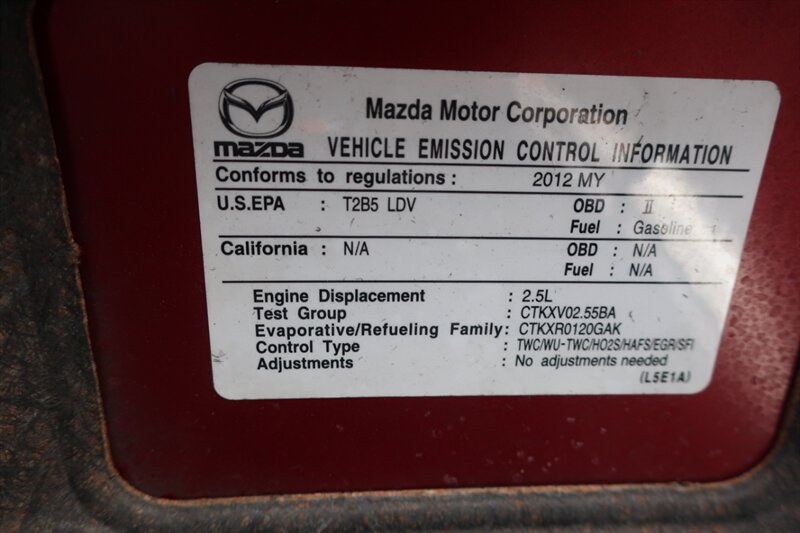 Mazda Motor Corporation
mazda VEHICLE EMISSION CONTROL INFORMATION
Conforms to regulations : 2012 MY
U.S.EPA : T2B5 LDV OBD : II
Fuel : Gasoline
California : N/A OBD : N/A
Fuel : N/A
Engine Displacement : 2.5L
Test Group : CTKXV02.55BA
Evaporative/Refueling Family: CTKXR0120GAK
Control Type : TWC/WU-TWC/HO2S/HAFS/EGR/SFI
Adjustments : No adjustments needed
(L5E1A)